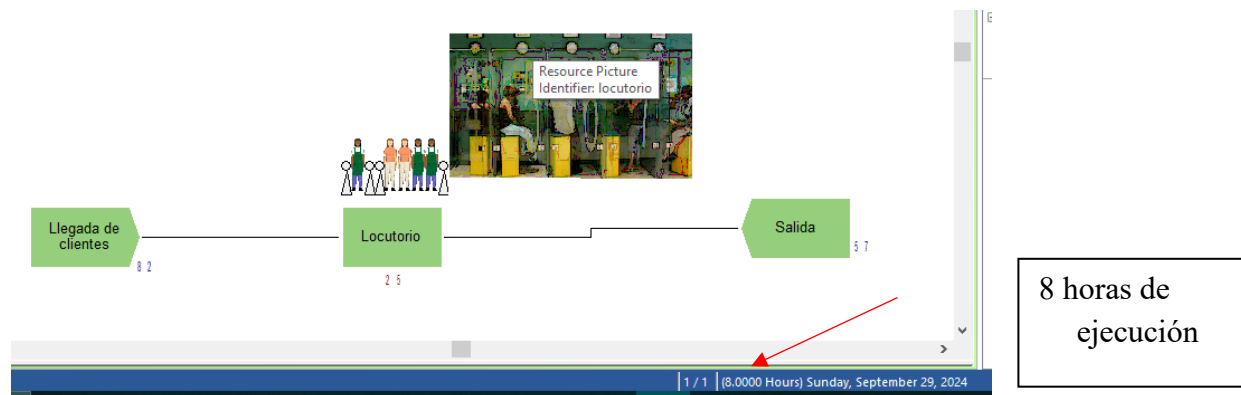 Resource Picture
Identifier: locutorio
Llegada de
clientes
8 2
Locutorio
2 5
Salida
5 7
8 horas de
ejecución
1 / 1 (8.0000 Hours) Sunday, September 29, 2024